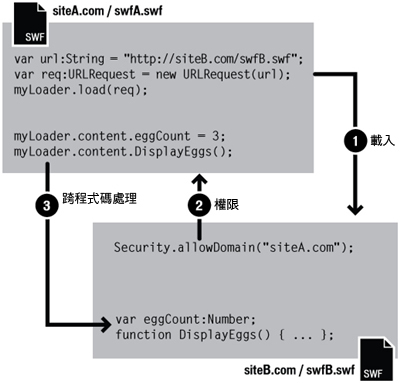 siteA.com / swfA.swf
SWF
var url:String = "http://siteB.com/swfB.swf";
var req:URLRequest = new URLRequest(url);
myLoader.load(req);
myLoader.content.eggCount = 3;
myLoader.content.DisplayEggs();
1 載入
3 跨程式碼處理
2 權限
Security.allowDomain("siteA.com");
var eggCount:Number;
function DisplayEggs() { ... };
SWF
siteB.com / swfB.swf